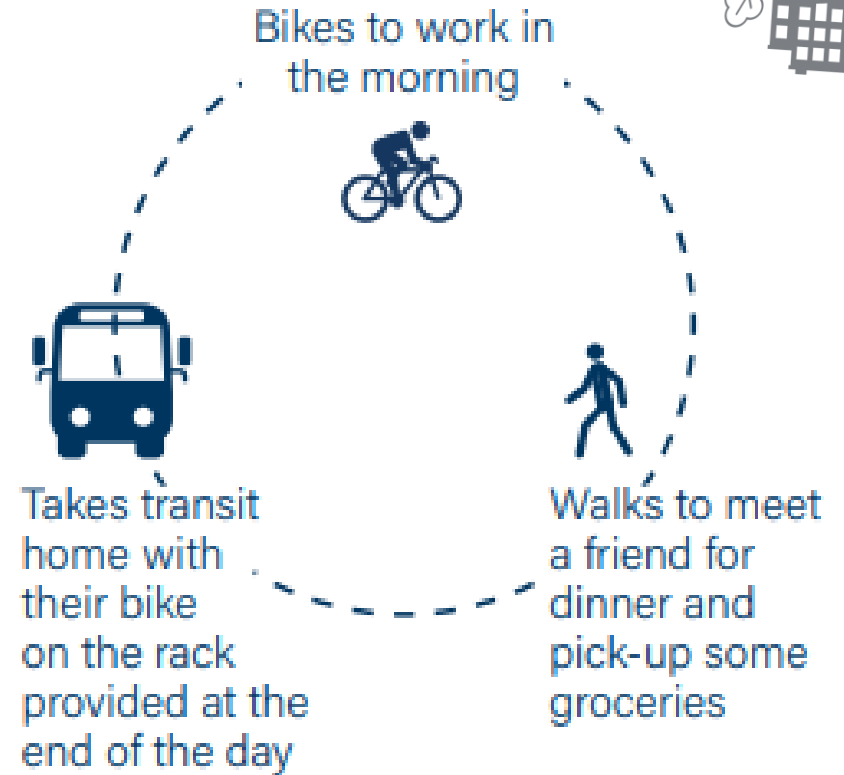 Bikes to work in
the morning
Walks to meet
a friend for
dinner and
pick-up some
groceries
Takes transit
home with
their bike
on the rack
provided at the
end of the day